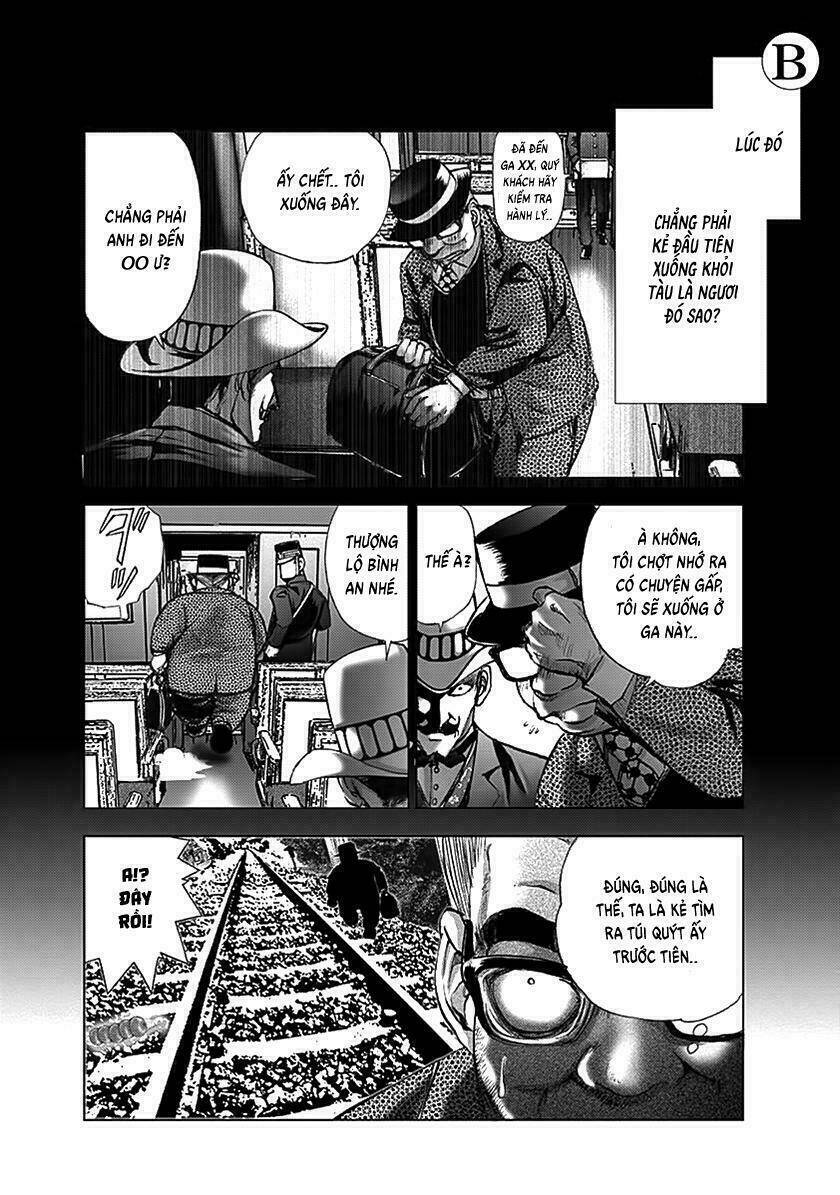 B
LÚC ĐÓ
CHẲNG PHẢI
KẺ ĐẦU TIÊN
XUỐNG KHỎI
TÀU LÀ NGƯƠI
ĐÓ SAO?
ĐÃ ĐẾN
GA XX, QUÝ
KHÁCH HÃY
KIỂM TRA
HÀNH LÝ..
ẤY CHẾT.. TÔI
XUỐNG ĐÂY.
CHẲNG PHẢI
ANH ĐI ĐẾN
OO Ư?
À KHÔNG,
TÔI CHỢT NHỚ RA
CÓ CHUYỆN GẤP,
TÔI SẼ XUỐNG Ở
GA NÀY..
THẾ À?
THƯỢNG
LỘ BÌNH
AN NHÉ.
ダッ
ĐÚNG, ĐÚNG LÀ
THẾ, TA LÀ KẺ TÌM
RA TÚI QUÝT ẤY
TRƯỚC TIÊN..
A!?
ĐÂY
RỒI!